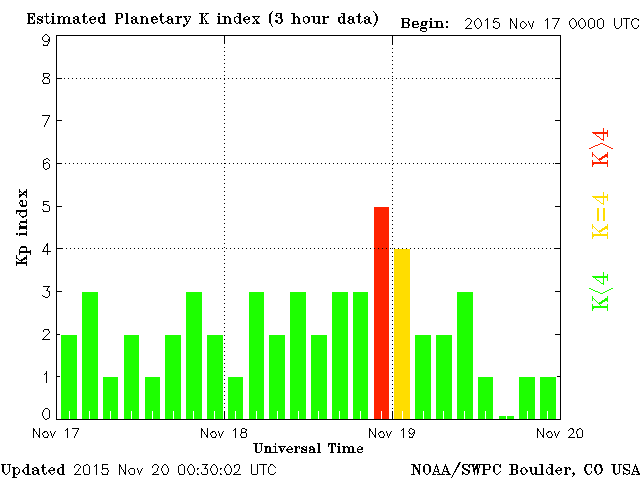 Estimated Planetary K index (3 hour data) Begin: 2015 Nov 17 0000 UTC
9
8
7
6
5
4
3
2
1
0
Kp index
K>4
K=4
K<4
Nov 17 Nov 18 Nov 19 Nov 20
Universal Time
Updated 2015 Nov 20 00:30:02 UTC NOAA/SWPC Boulder, CO USA